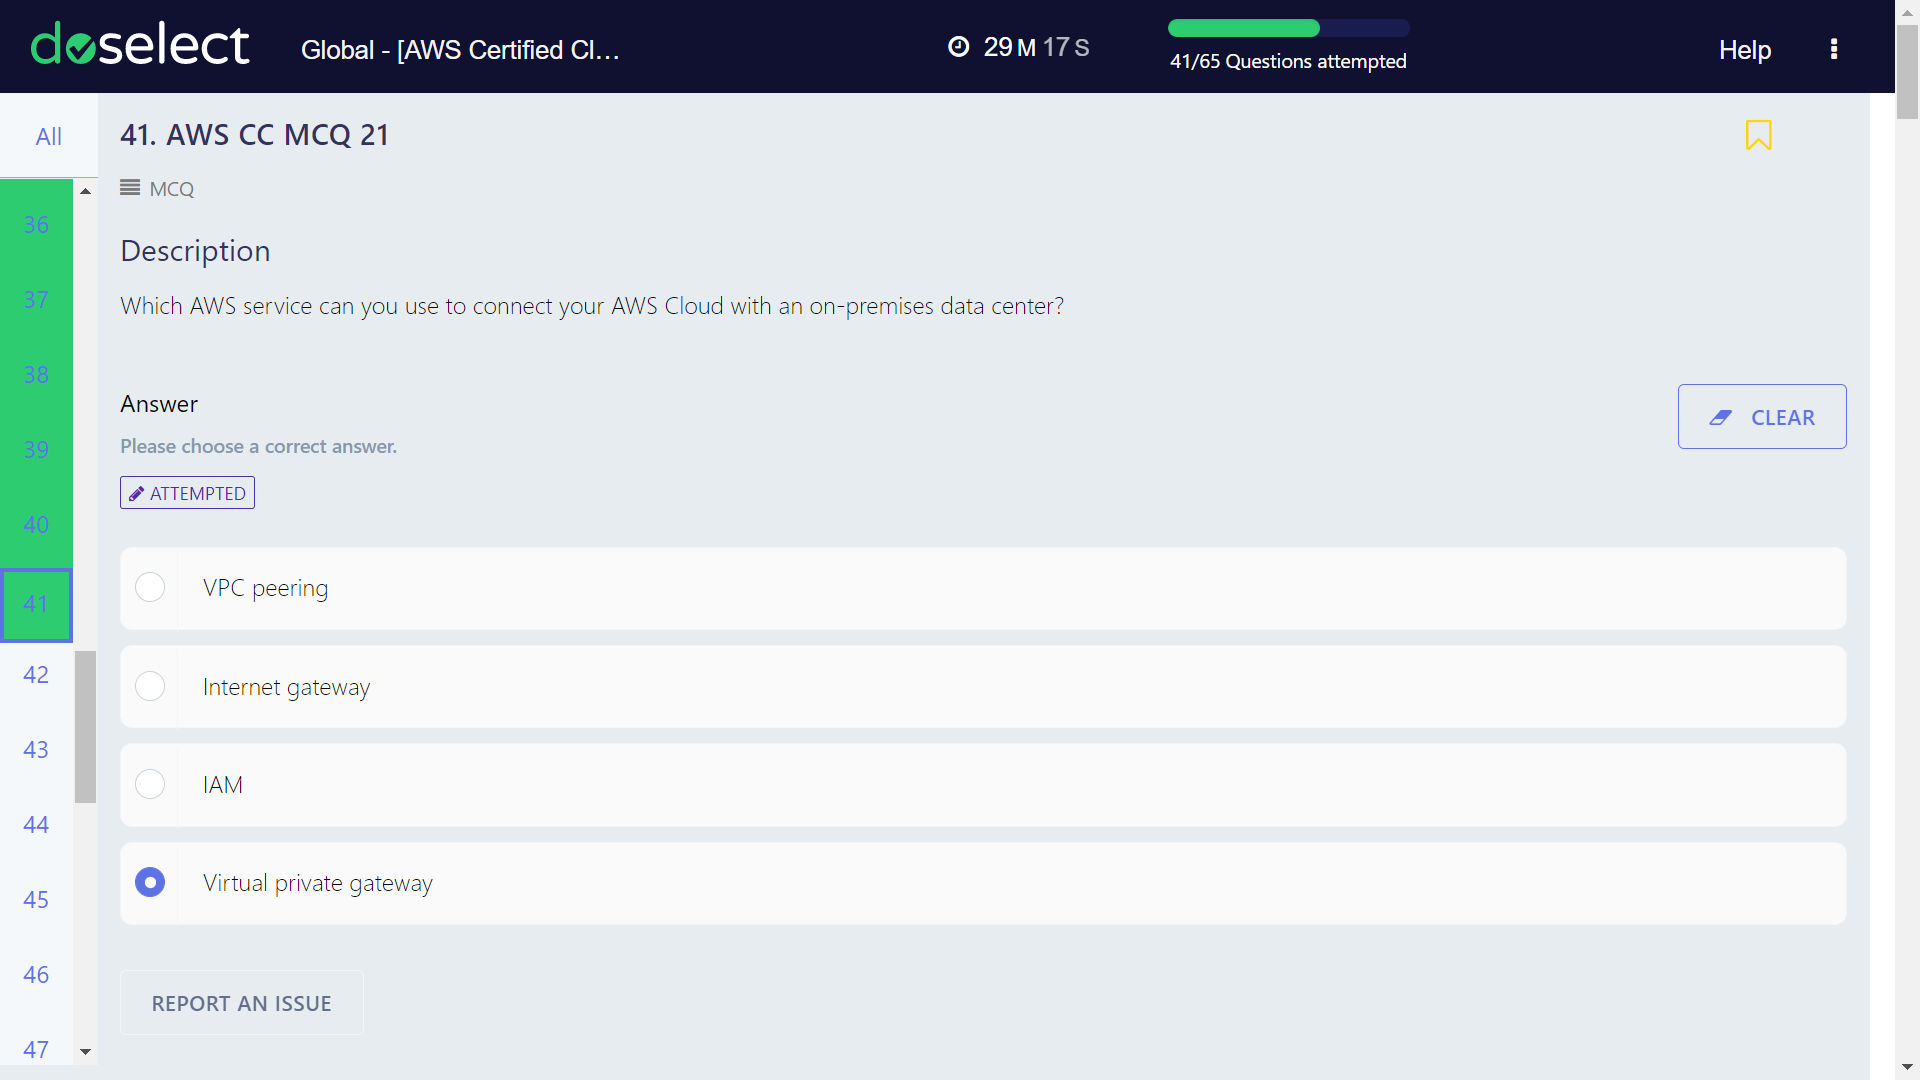 doselect
Global - [AWS Certified Cl...
29 M 17 S
41/65 Questions attempted
Help
All
36
37
38
39
40
41
42
43
44
45
46
47
41. AWS CC MCQ 21
MCQ
Description
Which AWS service can you use to connect your AWS Cloud with an on-premises data center?
Answer
Please choose a correct answer.
CLEAR
ATTEMPTED
VPC peering
Internet gateway
IAM
Virtual private gateway
REPORT AN ISSUE